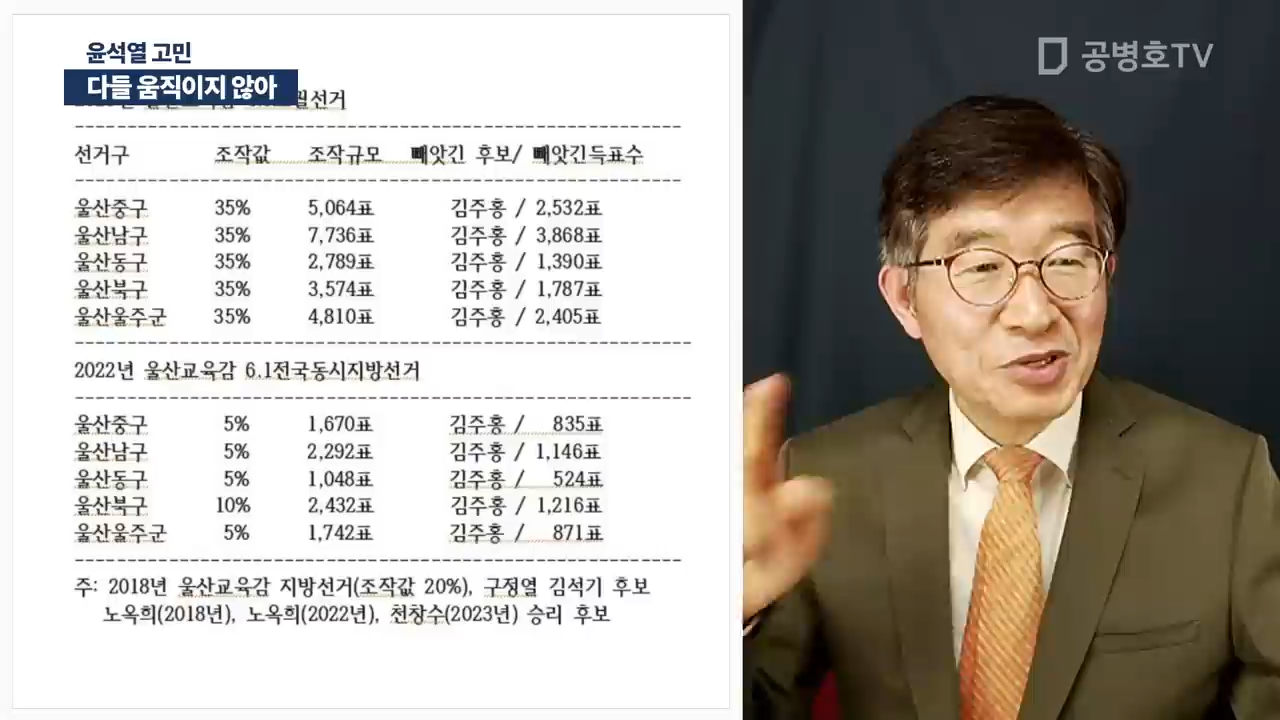 윤석열 고민
다들 움직이지 않아
공병호TV
월선거
선거구 조작값 조작규모 빼앗긴 후보/ 빼앗긴득표수
울산중구 35% 5,064표 김주홍 / 2,532표
울산남구 35% 7,736표 김주홍 / 3,868표
울산동구 35% 2,789표 김주홍 / 1,390표
울산북구 35% 3,574표 김주홍 / 1,787표
울산울주군 35% 4,810표 김주홍 / 2,405표
2022년 울산교육감 6.1전국동시지방선거
울산중구 5% 1,670표 김주홍 / 835표
울산남구 5% 2,292표 김주홍 / 1,146표
울산동구 5% 1,048표 김주홍 / 524표
울산북구 10% 2,432표 김주홍 / 1,216표
울산울주군 5% 1,742표 김주홍 / 871표
주: 2018년 울산교육감 지방선거(조작값 20%), 구정열 김석기 후보
노옥희(2018년), 노옥희(2022년), 천창수(2023년) 승리 후보